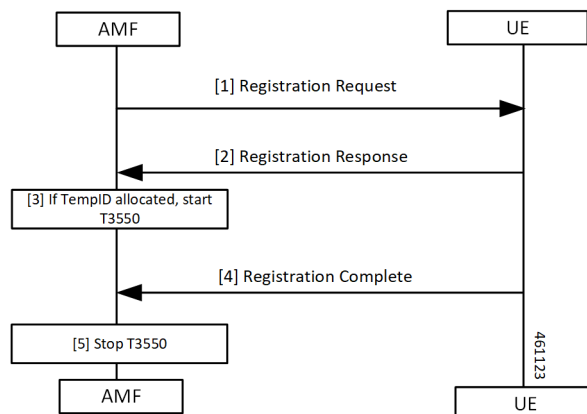 AMF
UE
[1] Registration Request
[2] Registration Response
[3] If TempID allocated, start
T3550
[4] Registration Complete
[5] Stop T3550
461123
AMF
UE